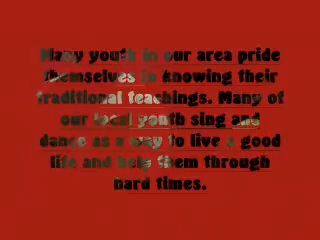 Many youth in our area pride
themselves in knowing their
traditional teachings. Many of
our local youth sing and
dance as a way to live a good
life and help them through
hard times.